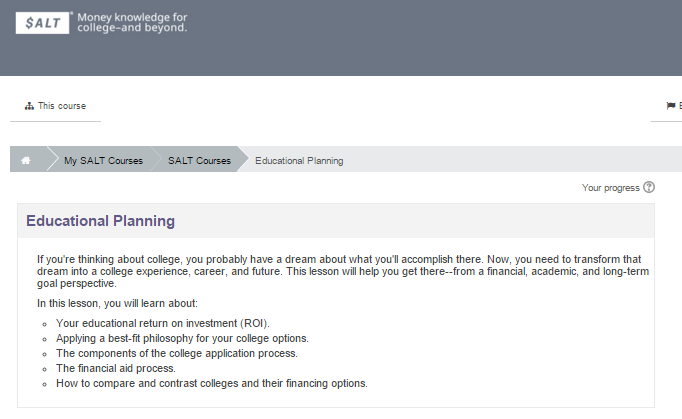 $ALT® Money knowledge for
college–and beyond.
This course
E
My SALT Courses SALT Courses Educational Planning
Your progress ?
Educational Planning
If you're thinking about college, you probably have a dream about what you'll accomplish there. Now, you need to transform that
dream into a college experience, career, and future. This lesson will help you get there--from a financial, academic, and long-term
goal perspective.
In this lesson, you will learn about:
Your educational return on investment (ROI).
Applying a best-fit philosophy for your college options.
The components of the college application process.
The financial aid process.
How to compare and contrast colleges and their financing options.